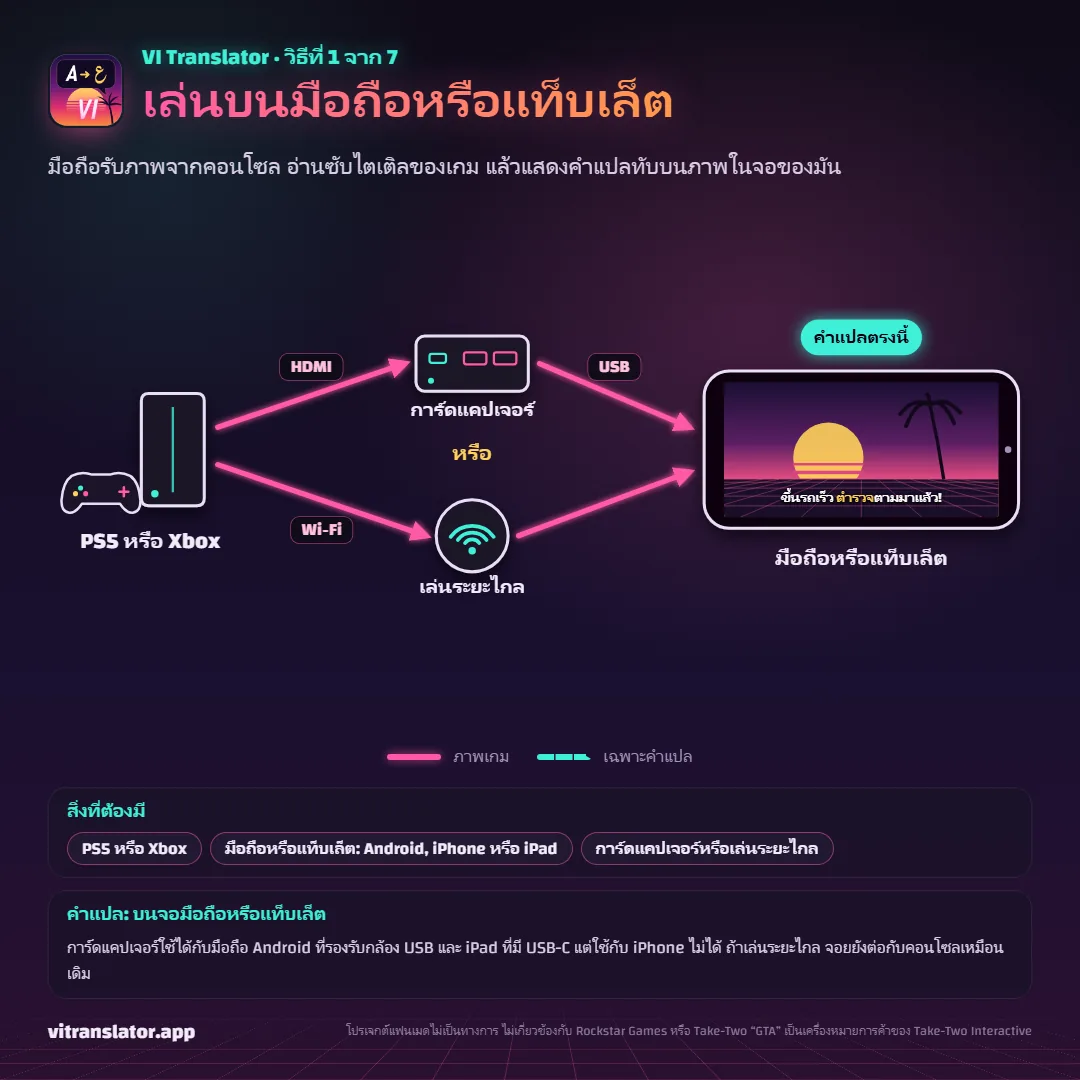 A→ع
VI
VI Translator · วิธีที่ 1 จาก 7
เล่นบนมือถือหรือแท็บเล็ต
มือถือรับภาพจากคอนโซล อ่านซับไตเติลของเกม แล้วแสดงคำแปลทับบนภาพในจอของมัน
คำแปลตรงนี้
HDMI
USB
การ์ดแคปเจอร์
หรือ
ขึ้นรถเร็ว ตำรวจตามมาแล้ว!
Wi-Fi
PS5 หรือ Xbox
มือถือหรือแท็บเล็ต
เล่นระยะไกล
ภาพเกม
เฉพาะคำแปล
สิ่งที่ต้องมี
PS5 หรือ Xbox
มือถือหรือแท็บเล็ต: Android, iPhone หรือ iPad
การ์ดแคปเจอร์หรือเล่นระยะไกล
คำแปล: บนจอมือถือหรือแท็บเล็ต
การ์ดแคปเจอร์ใช้ได้กับมือถือ Android ที่รองรับกล้อง USB และ iPad ที่มี USB-C แต่ใช้กับ iPhone ไม่ได้ ถ้าเล่นระยะไกล จอยยังต่อกับคอนโซลเหมือน
เดิม
vitranslator.app
โปรเจกต์แฟนเมดไม่เป็นทางการ ไม่เกี่ยวข้องกับ Rockstar Games หรือ Take-Two “GTA” เป็นเครื่องหมายการค้าของ Take-Two Interactive